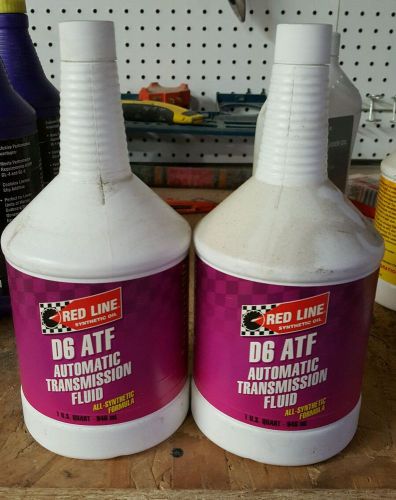 RED LINE
SYNTHETIC OIL
D6 ATF
AUTOMATIC
TRANSMISSION
FLUID
ALL-SYNTHETIC
FORMULA
1 U.S. QUART - 946 ml
RED LINE
SYNTHETIC OIL
D6 ATF
AUTOMATIC
TRANSMISSION
FLUID
ALL-SYNTHETIC
FORMULA
1 U.S. QUART - 946 ml